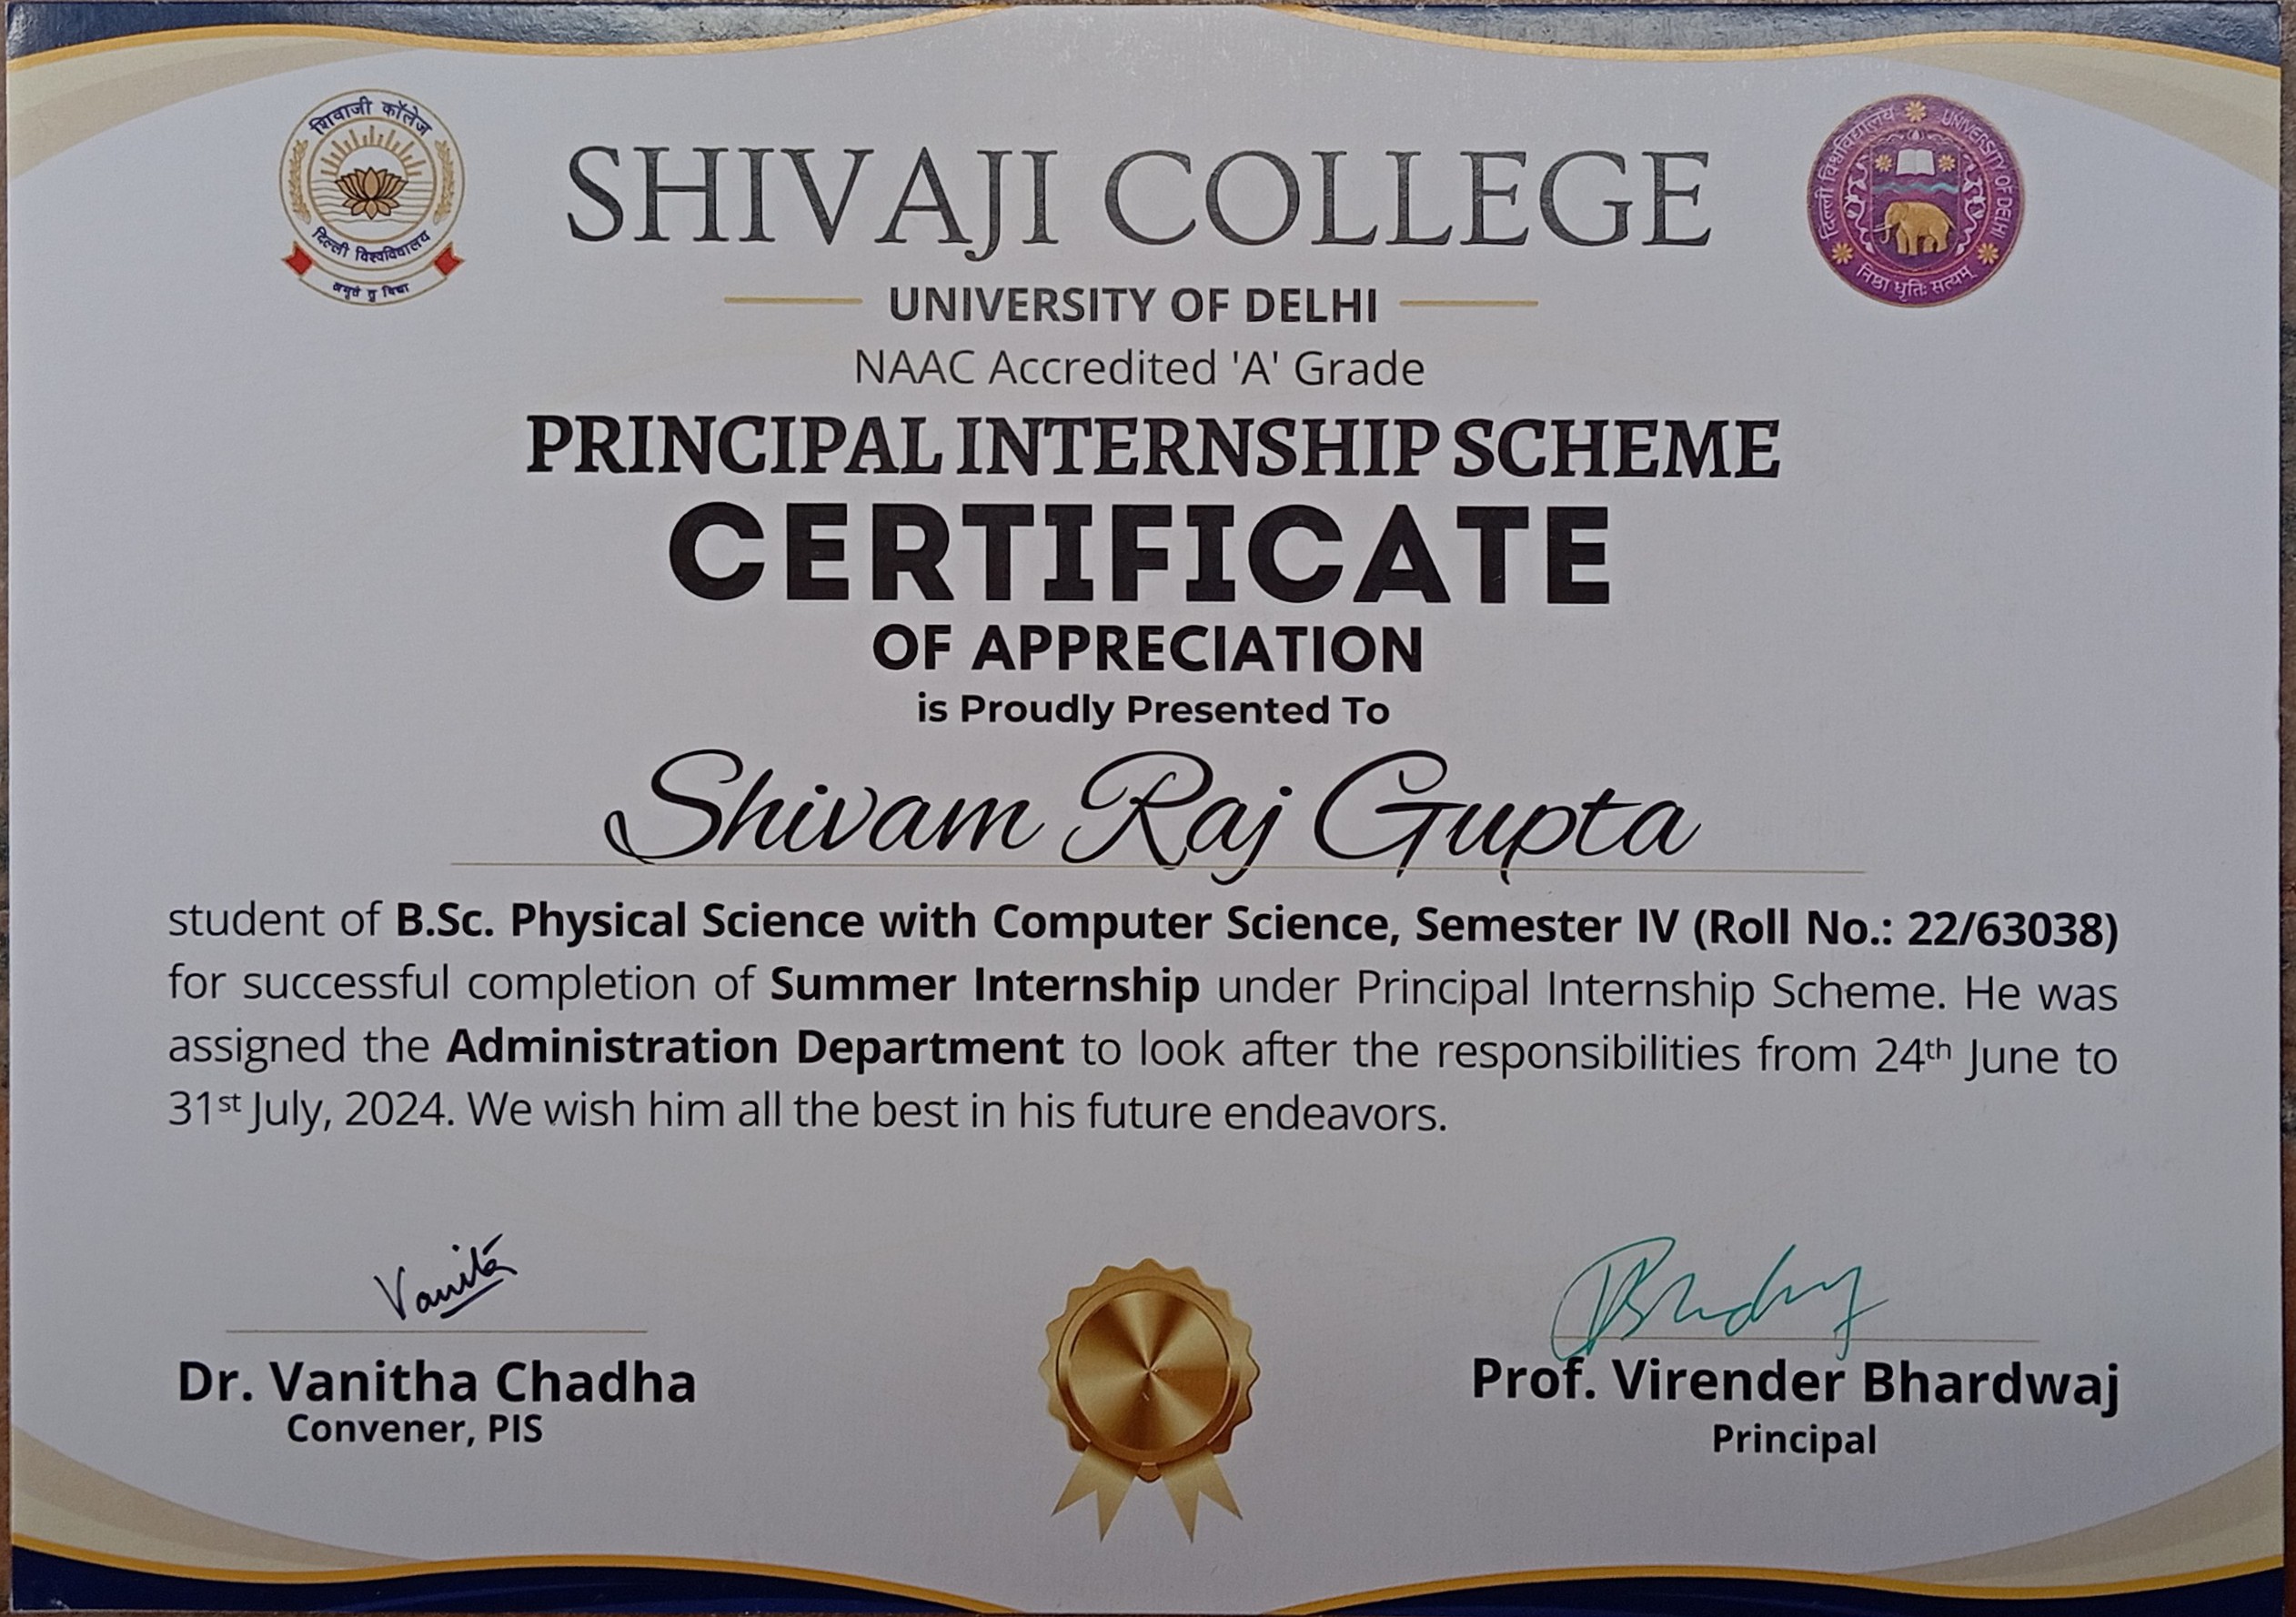 शिवाजी कॉलेज
दिल्ली विश्वविद्यालय
अमृतं तु विद्या
SHIVAJI COLLEGE
दिल्ली विश्वविद्यालय UNIVERSITY OF DELHI
निष्ठा धृतिः सत्यम्
UNIVERSITY OF DELHI
NAAC Accredited 'A' Grade
PRINCIPAL INTERNSHIP SCHEME
CERTIFICATE
OF APPRECIATION
is Proudly Presented To
Shivam Raj Gupta
student of B.Sc. Physical Science with Computer Science, Semester IV (Roll No.: 22/63038)
for successful completion of Summer Internship under Principal Internship Scheme. He was
assigned the Administration Department to look after the responsibilities from 24th June to
31st July, 2024. We wish him all the best in his future endeavors.
Vanita
Dr. Vanitha Chadha
Convener, PIS
Prof. Virender Bhardwaj
Principal